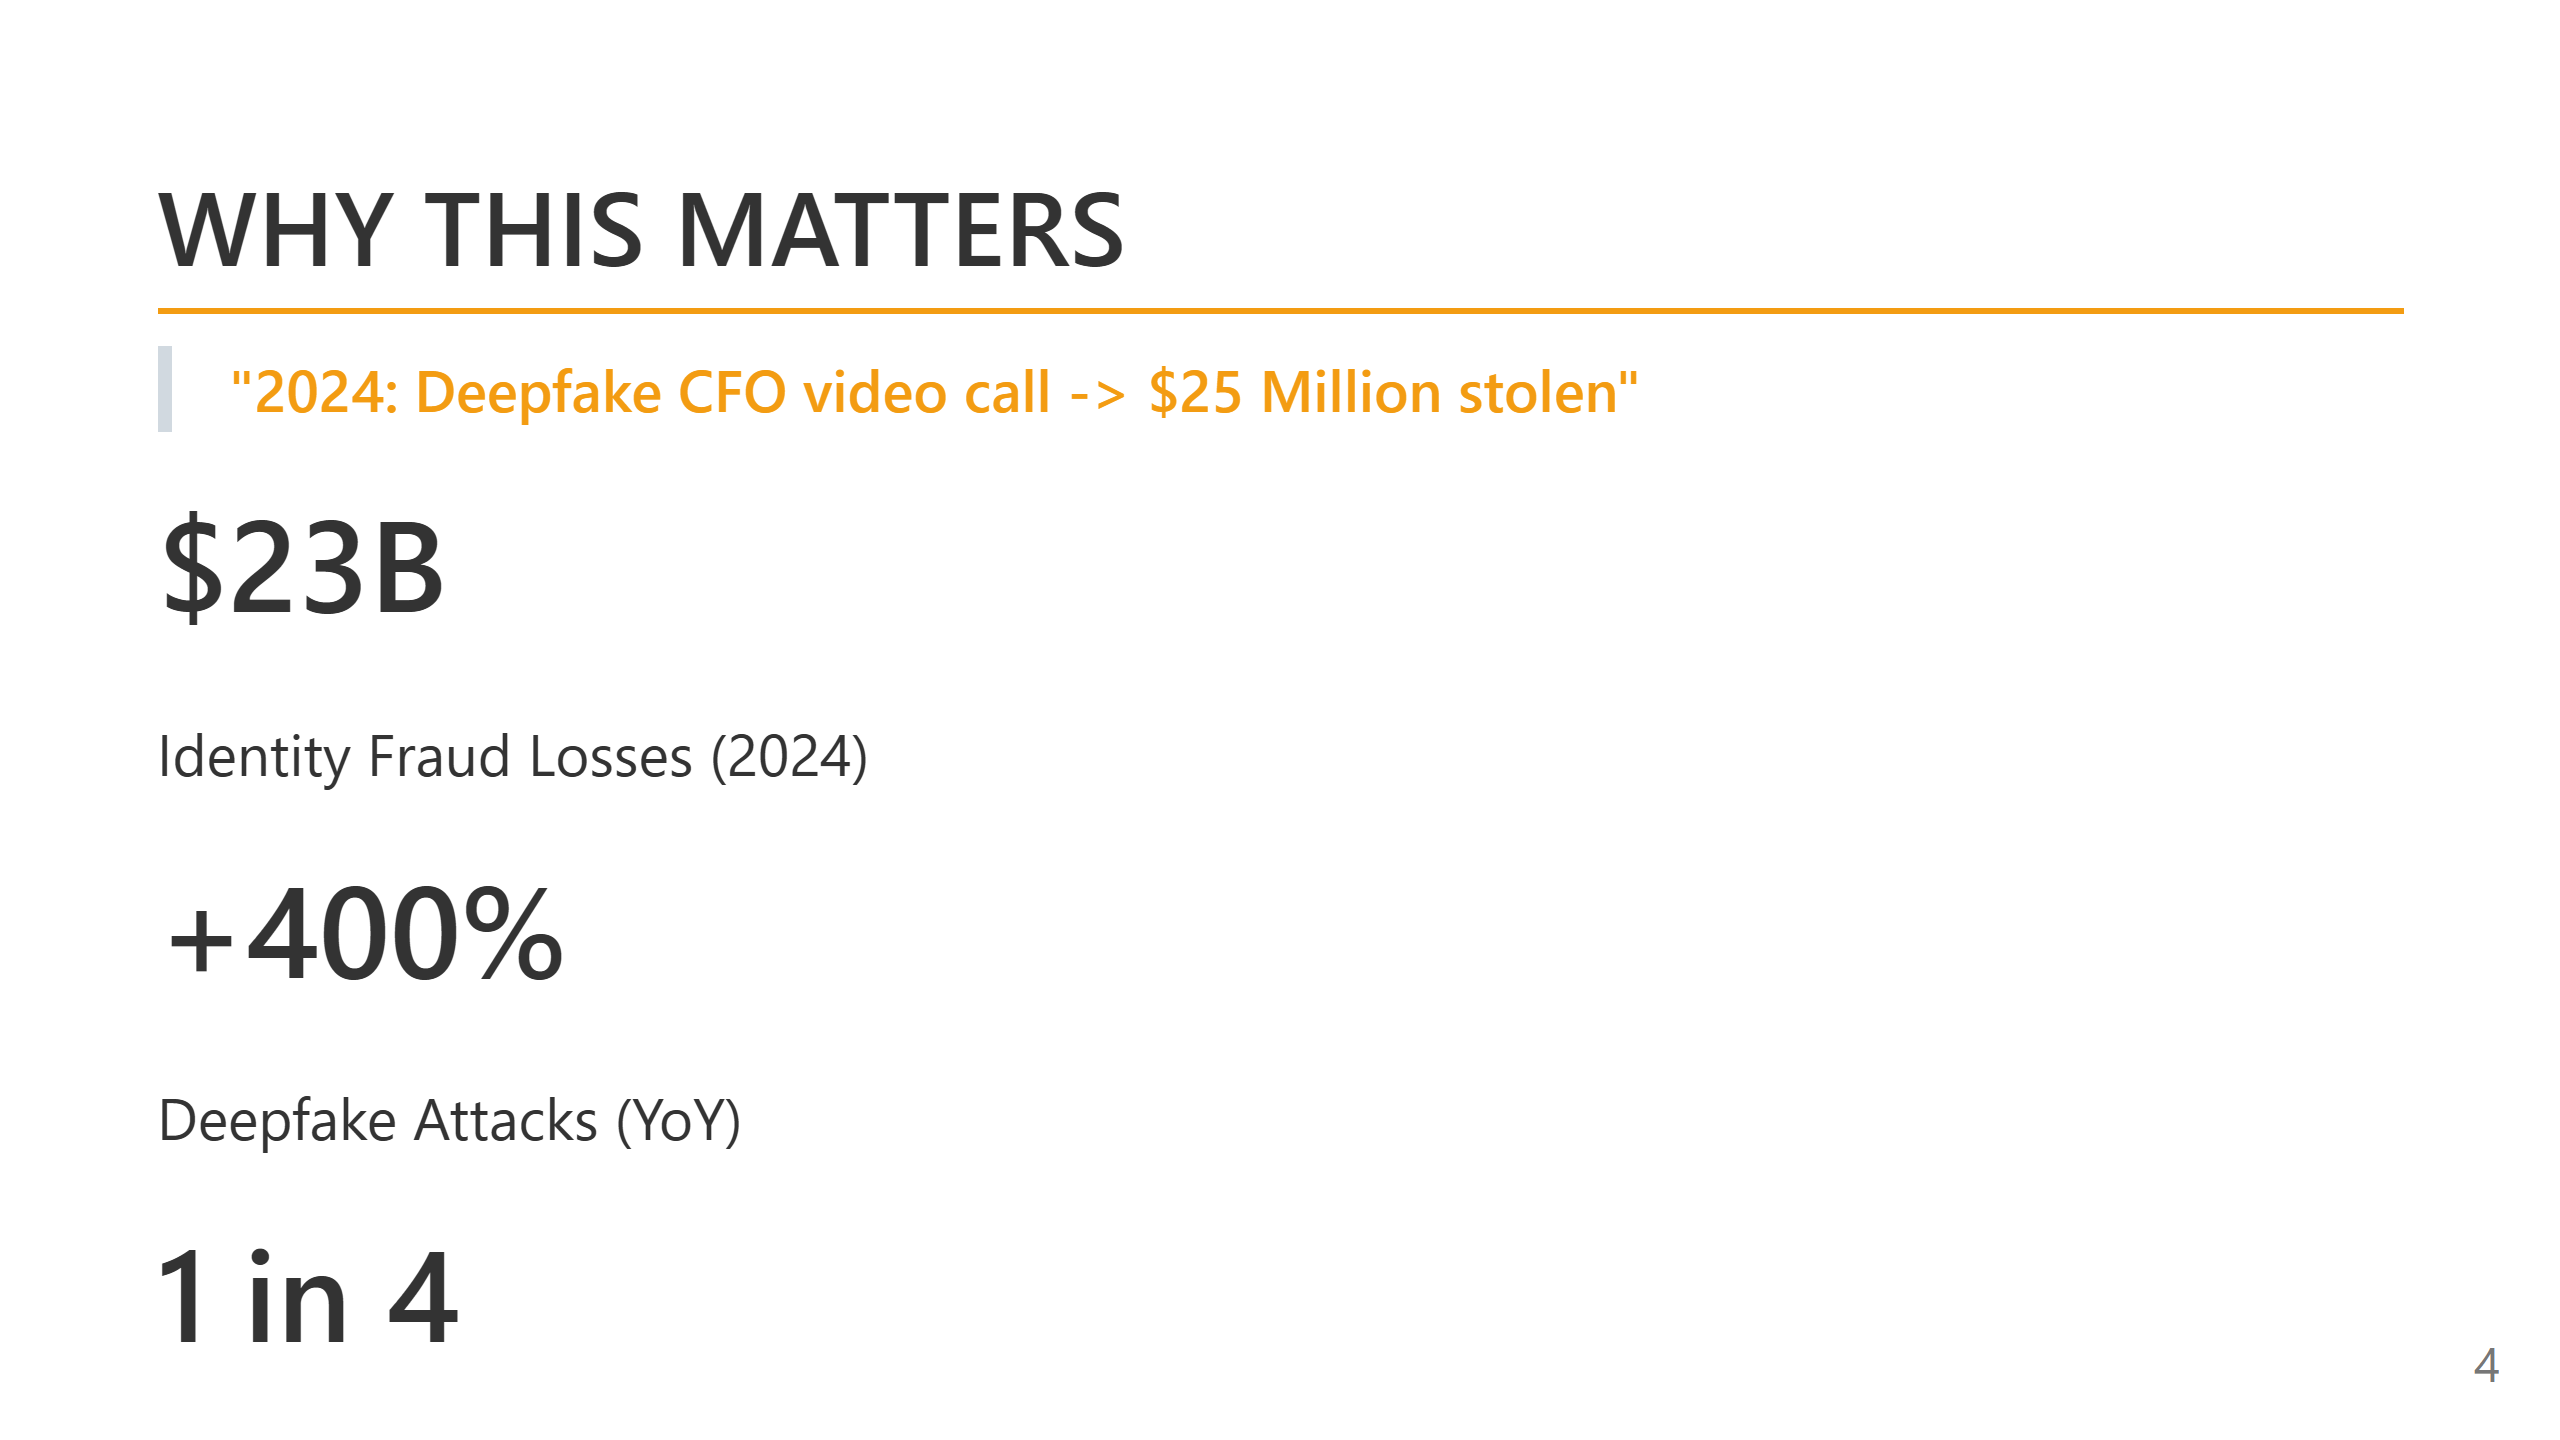 WHY THIS MATTERS
"2024: Deepfake CFO video call -> $25 Million stolen"
$23B
Identity Fraud Losses (2024)
+400%
Deepfake Attacks (YoY)
1 in 4
4